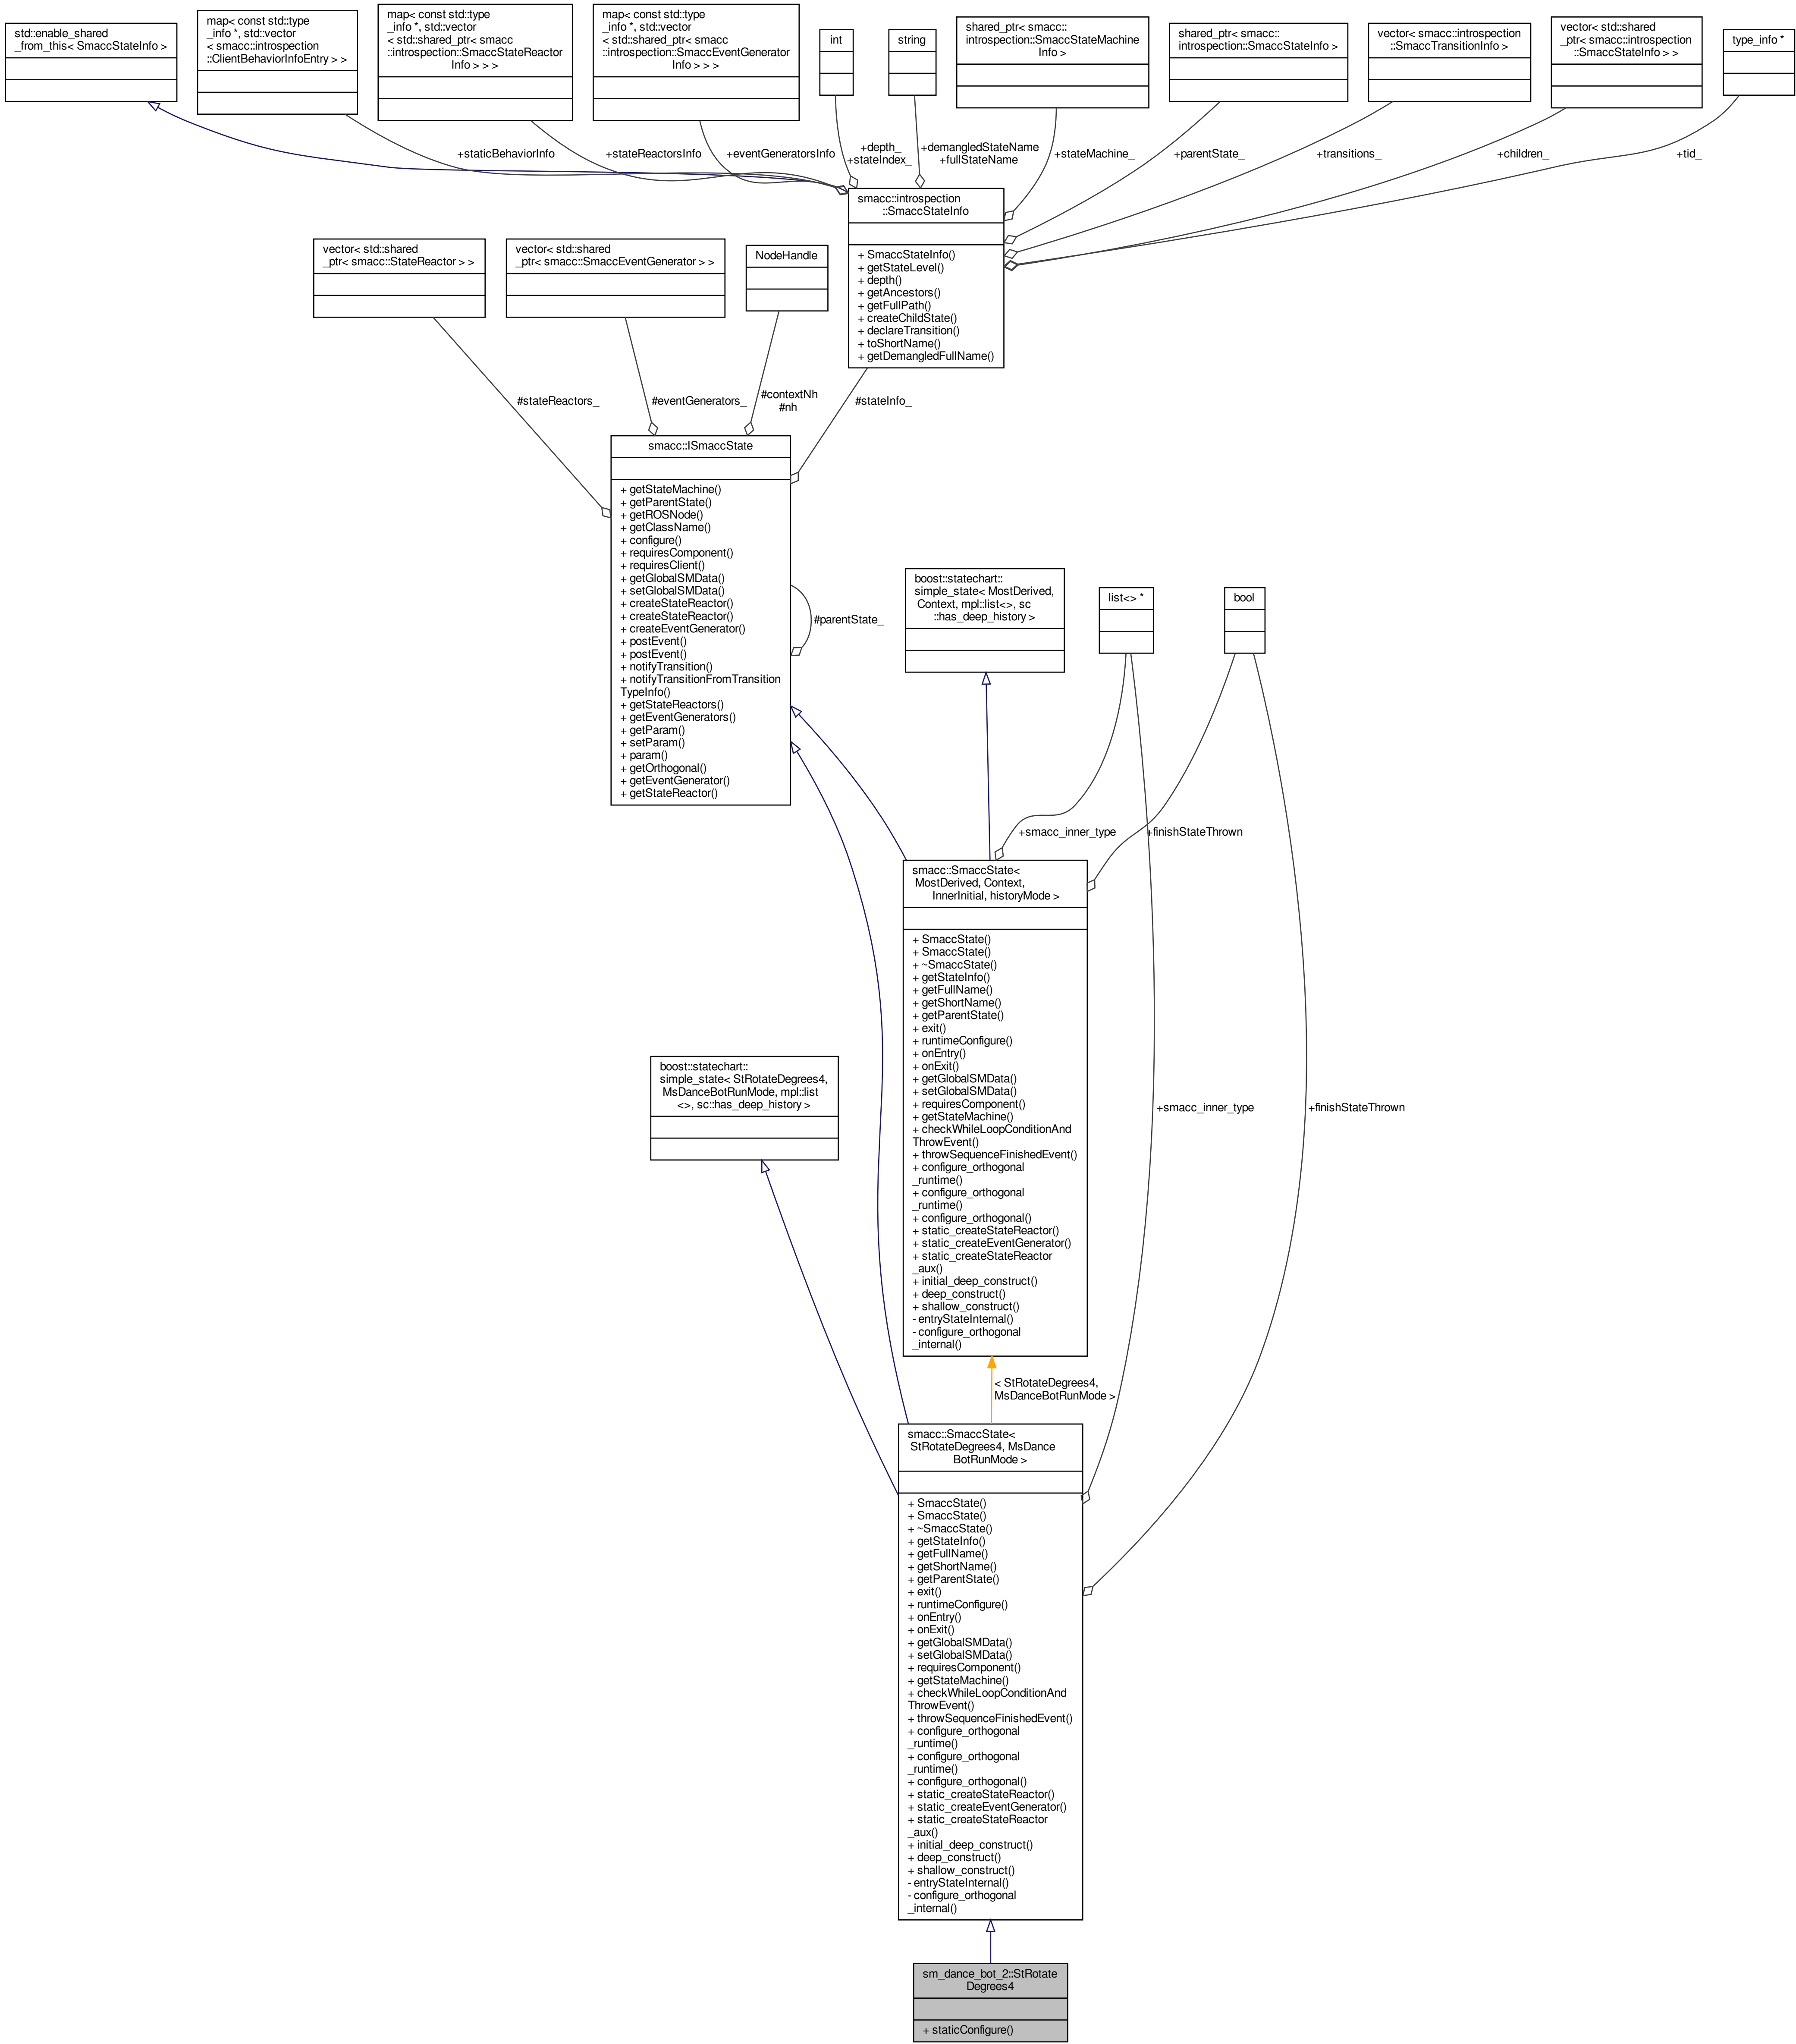 std::enable_shared
_from_this< SmaccStateInfo >
map< const std::type
_info *, std::vector
< smacc::introspection
::ClientBehaviorInfoEntry > >
map< const std::type
_info *, std::vector
< std::shared_ptr< smacc
::introspection::SmaccStateReactor
Info > > >
map< const std::type
_info *, std::vector
< std::shared_ptr< smacc
::introspection::SmaccEventGenerator
Info > > >
int
string
shared_ptr< smacc::
introspection::SmaccStateMachine
Info >
shared_ptr< smacc::
introspection::SmaccStateInfo >
vector< smacc::introspection
::SmaccTransitionInfo >
vector< std::shared
_ptr< smacc::introspection
::SmaccStateInfo > >
type_info *
+staticBehaviorInfo
+stateReactorsInfo
+eventGeneratorsInfo
+depth_
+stateIndex_
+demangledStateName
+fullStateName
+stateMachine_
+parentState_
+transitions_
+children_
+tid_
smacc::introspection
::SmaccStateInfo
+ SmaccStateInfo()
+ getStateLevel()
+ depth()
+ getAncestors()
+ getFullPath()
+ createChildState()
+ declareTransition()
+ toShortName()
+ getDemangledFullName()
vector< std::shared
_ptr< smacc::StateReactor > >
vector< std::shared
_ptr< smacc::SmaccEventGenerator > >
NodeHandle
#stateReactors_
#eventGenerators_
#contextNh
#nh
#stateInfo_
smacc::ISmaccState
+ getStateMachine()
+ getParentState()
+ getROSNode()
+ getClassName()
+ configure()
+ requiresComponent()
+ requiresClient()
+ getGlobalSMData()
+ setGlobalSMData()
+ createStateReactor()
+ createStateReactor()
+ createEventGenerator()
+ postEvent()
+ postEvent()
+ notifyTransition()
+ notifyTransitionFromTransition
TypeInfo()
+ getStateReactors()
+ getEventGenerators()
+ getParam()
+ setParam()
+ param()
+ getOrthogonal()
+ getEventGenerator()
+ getStateReactor()
#parentState_
boost::statechart::
simple_state< MostDerived,
Context, mpl::list<>, sc
::has_deep_history >
list<> *
bool
+smacc_inner_type
+finishStateThrown
smacc::SmaccState<
MostDerived, Context,
InnerInitial, historyMode >
+ SmaccState()
+ SmaccState()
+ ~SmaccState()
+ getStateInfo()
+ getFullName()
+ getShortName()
+ getParentState()
+ exit()
+ runtimeConfigure()
+ onEntry()
+ onExit()
+ getGlobalSMData()
+ setGlobalSMData()
+ requiresComponent()
+ getStateMachine()
+ checkWhileLoopConditionAnd
ThrowEvent()
+ throwSequenceFinishedEvent()
+ configure_orthogonal
_runtime()
+ configure_orthogonal
_runtime()
+ configure_orthogonal()
+ static_createStateReactor()
+ static_createEventGenerator()
+ static_createStateReactor
_aux()
+ initial_deep_construct()
+ deep_construct()
+ shallow_construct()
- entryStateInternal()
- configure_orthogonal
_internal()
boost::statechart::
simple_state< StRotateDegrees4,
MsDanceBotRunMode, mpl::list
<>, sc::has_deep_history >
+smacc_inner_type
+finishStateThrown
< StRotateDegrees4,
MsDanceBotRunMode >
smacc::SmaccState<
StRotateDegrees4, MsDance
BotRunMode >
+ SmaccState()
+ SmaccState()
+ ~SmaccState()
+ getStateInfo()
+ getFullName()
+ getShortName()
+ getParentState()
+ exit()
+ runtimeConfigure()
+ onEntry()
+ onExit()
+ getGlobalSMData()
+ setGlobalSMData()
+ requiresComponent()
+ getStateMachine()
+ checkWhileLoopConditionAnd
ThrowEvent()
+ throwSequenceFinishedEvent()
+ configure_orthogonal
_runtime()
+ configure_orthogonal
_runtime()
+ configure_orthogonal()
+ static_createStateReactor()
+ static_createEventGenerator()
+ static_createStateReactor
_aux()
+ initial_deep_construct()
+ deep_construct()
+ shallow_construct()
- entryStateInternal()
- configure_orthogonal
_internal()
sm_dance_bot_2::StRotate
Degrees4
+ staticConfigure()